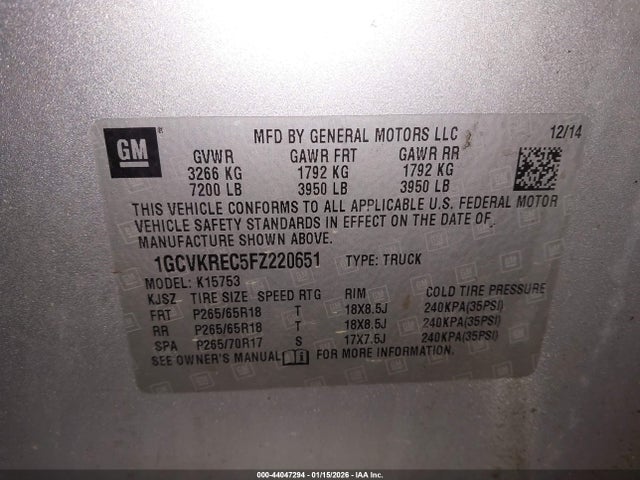 GM
MFD BY GENERAL MOTORS LLC
12/14
GVWR GAWR FRT GAWR RR
3266 KG 1792 KG 1792 KG
7200 LB 3950 LB 3950 LB
THIS VEHICLE CONFORMS TO ALL APPLICABLE U.S. FEDERAL MOTOR
VEHICLE SAFETY STANDARDS IN EFFECT ON THE DATE OF
MANUFACTURE SHOWN ABOVE.
1GCVKREC5FZ220651 TYPE: TRUCK
MODEL: K15753
KJSZ TIRE SIZE SPEED RTG RIM COLD TIRE PRESSURE
FRT P265/65R18 T 18X8.5J 240KPA(35PSI)
RR P265/65R18 T 18X8.5J 240KPA(35PSI)
SPA P265/70R17 S 17X7.5J 240KPA(35PSI)
SEE OWNER'S MANUAL FOR MORE INFORMATION.
000-44047294 - 01/15/2026 - IAA Inc.